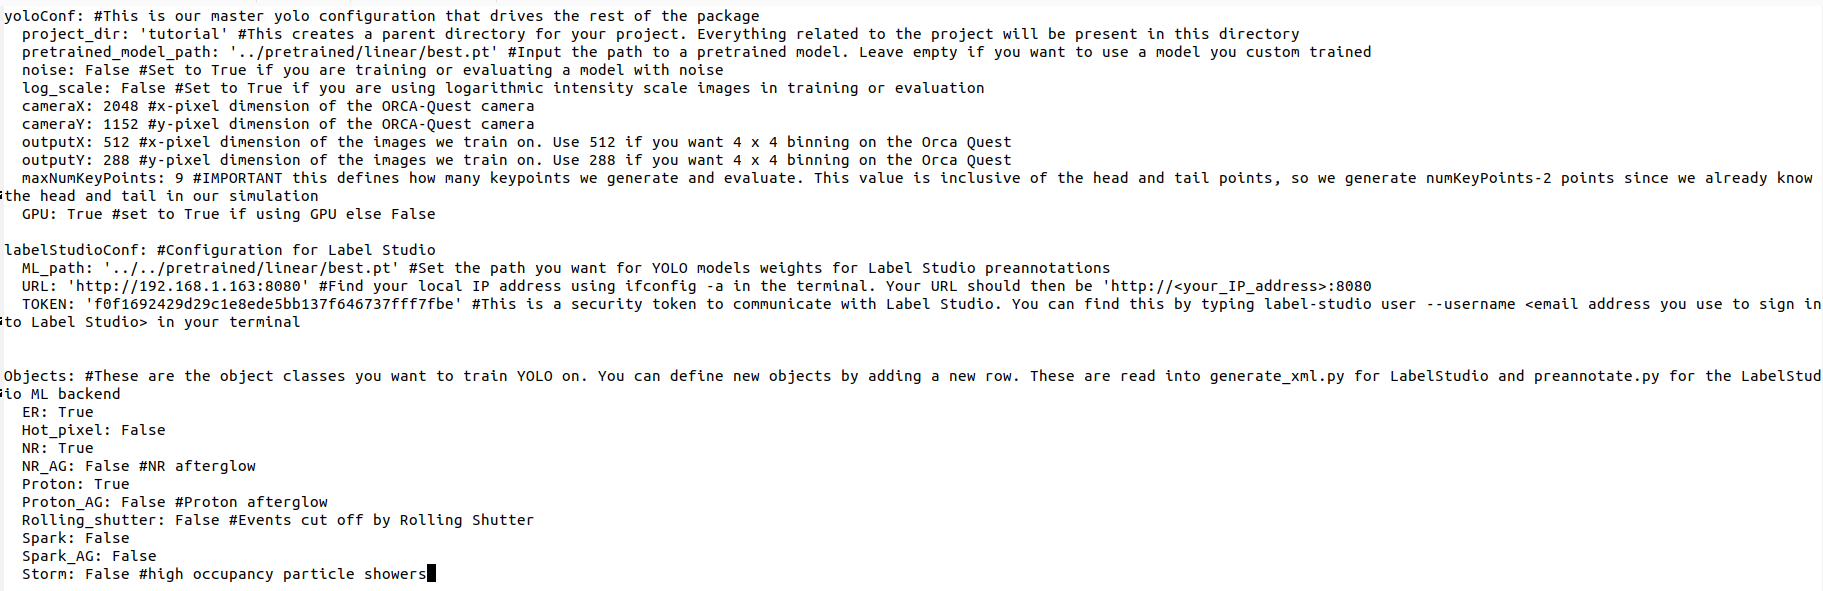 yoloConf: #This is our master yolo configuration that drives the rest of the package
  project_dir: 'tutorial' #This creates a parent directory for your project. Everything related to the project will be present in this directory
  pretrained_model_path: '../pretrained/linear/best.pt' #Input the path to a pretrained model. Leave empty if you want to use a model you custom trained
  noise: False #Set to True if you are training or evaluating a model with noise
  log_scale: False #Set to True if you are using logarithmic intensity scale images in training or evaluation
  cameraX: 2048 #x-pixel dimension of the ORCA-Quest camera
  cameraY: 1152 #y-pixel dimension of the ORCA-Quest camera
  outputX: 512 #x-pixel dimension of the images we train on. Use 512 if you want 4 x 4 binning on the Orca Quest
  outputY: 288 #y-pixel dimension of the images we train on. Use 288 if you want 4 x 4 binning on the Orca Quest
  maxNumKeyPoints: 9 #IMPORTANT this defines how many keypoints we generate and evaluate. This value is inclusive of the head and tail points, so we generate numKeyPoints-2 points since we already know
the head and tail in our simulation
  GPU: True #set to True if using GPU else False

labelStudioConf: #Configuration for Label Studio
  ML_path: '../../pretrained/linear/best.pt' #Set the path you want for YOLO models weights for Label Studio preannotations
  URL: 'http://192.168.1.163:8080' #Find your local IP address using ifconfig -a in the terminal. Your URL should then be 'http://<your_IP_address>:8080
  TOKEN: 'f0f1692429d29c1e8ede5bb137f646737fff7fbe' #This is a security token to communicate with Label Studio. You can find this by typing label-studio user --username <email address you use to sign in
to Label Studio> in your terminal

Objects: #These are the object classes you want to train YOLO on. You can define new objects by adding a new row. These are read into generate_xml.py for LabelStudio and preannotate.py for the LabelStud
io ML backend
  ER: True
  Hot_pixel: False
  NR: True
  NR_AG: False #NR afterglow
  Proton: True
  Proton_AG: False #Proton afterglow
  Rolling_shutter: False #Events cut off by Rolling Shutter
  Spark: False
  Spark_AG: False
  Storm: False #high occupancy particle showers